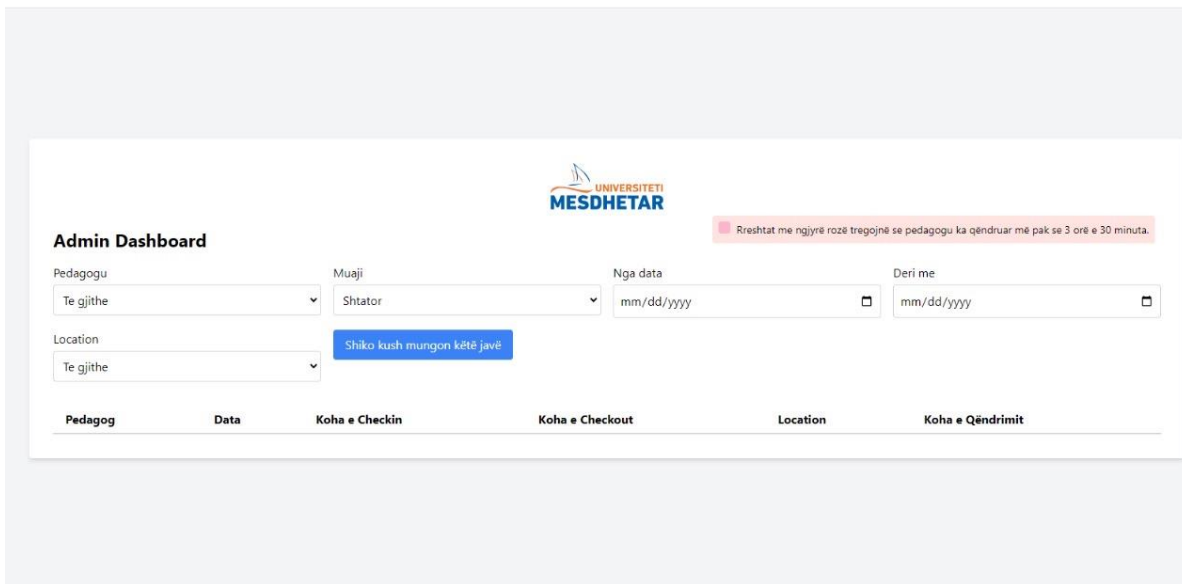 UNIVERSITETI
MESDHETAR
Rreshtat me ngjyrë rozë tregojnë se pedagogu ka qëndruar më pak se 3 orë e 30 minuta.
Admin Dashboard
Pedagogu Muaji Nga data Deri me
Te gjithe Shtator mm/dd/yyyy mm/dd/yyyy
Location
Te gjithe Shiko kush mungon këtë javë
Pedagog Data Koha e Checkin Koha e Checkout Location Koha e Qëndrimit